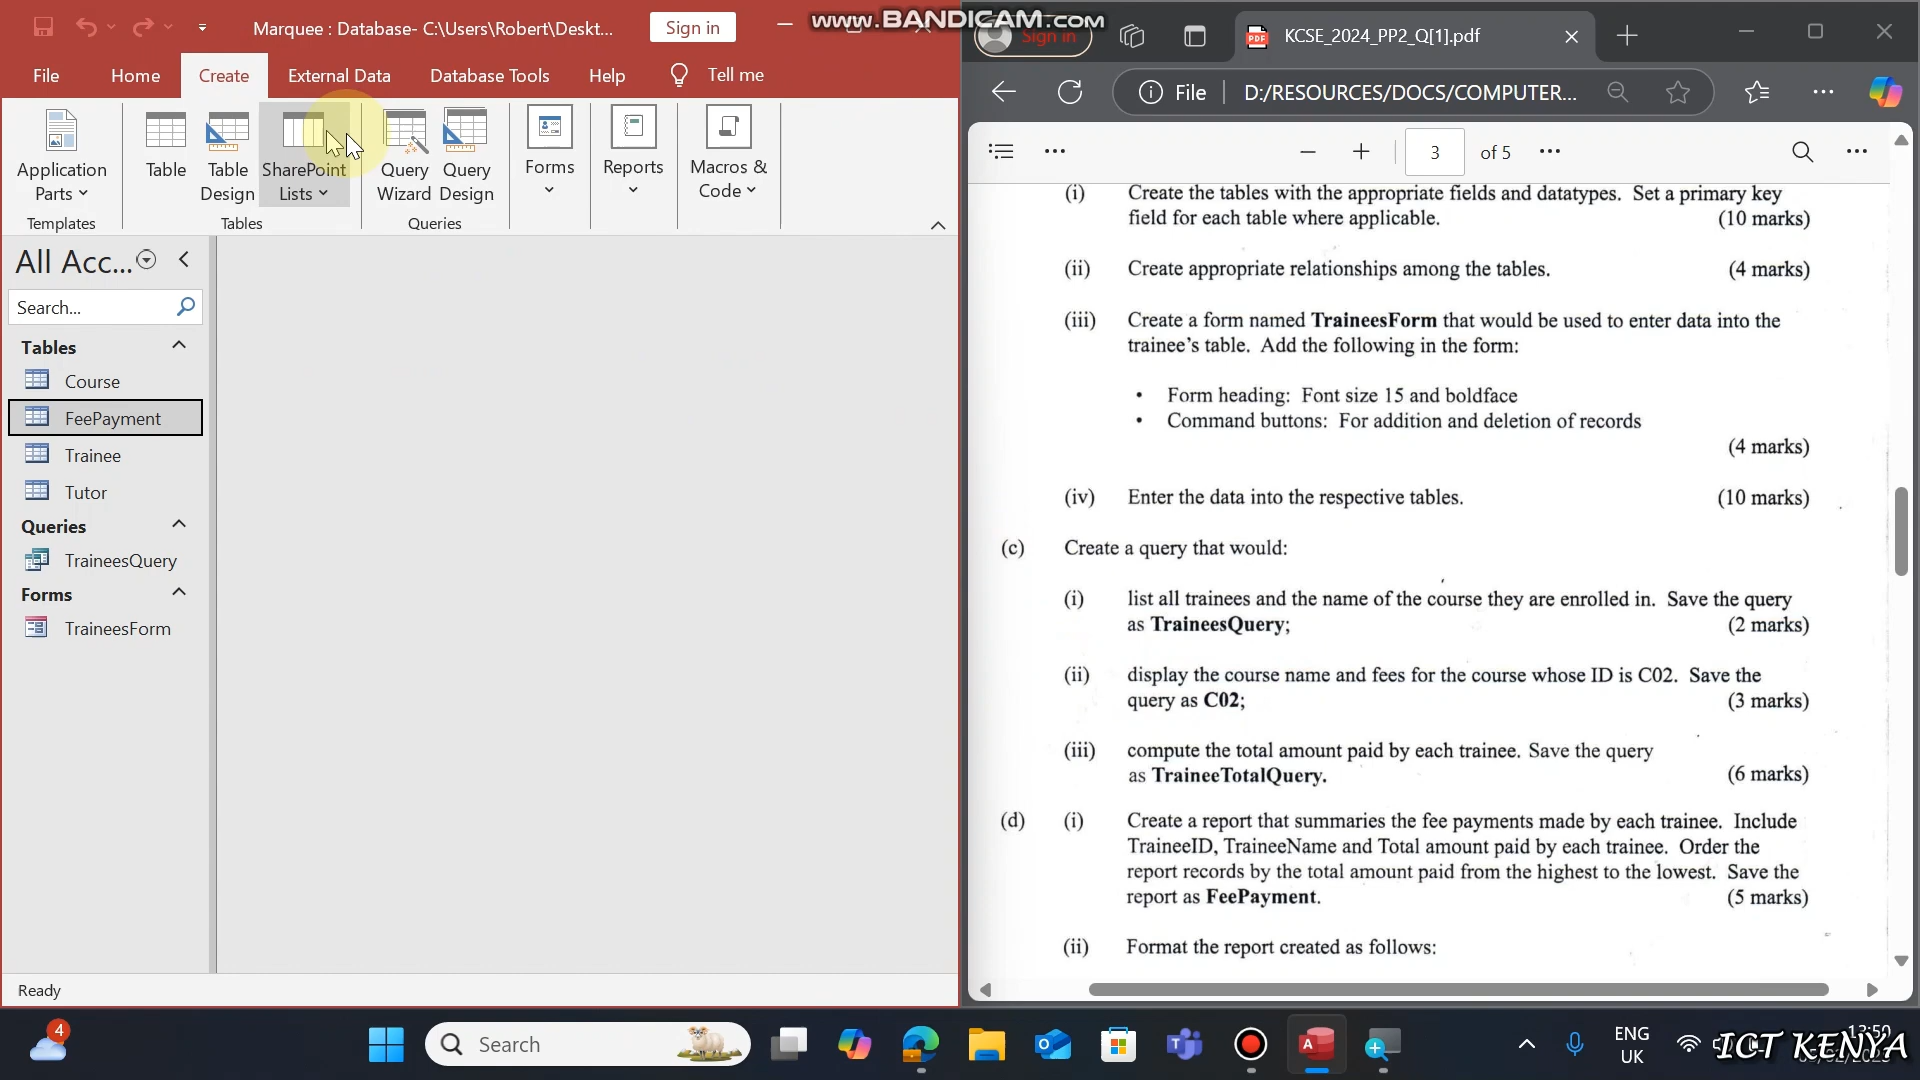 Marquee : Database- C:\Users\Robert\Deskt...
Sign in
www.BANDICAM.com
File
Home
Create
External Data
Database Tools
Help
Tell me
Application Parts
Table
Table Design
SharePoint Lists
Query Wizard
Query Design
Forms
Reports
Macros & Code
Templates
Tables
Queries
All Acc...
Search...
Tables
Course
FeePayment
Trainee
Tutor
Queries
TraineesQuery
Forms
TraineesForm
Ready
Sign in
PDF
KCSE_2024_PP2_Q[1].pdf
File
D:/RESOURCES/DOCS/COMPUTER...
3
of 5
(i) Create the tables with the appropriate fields and datatypes. Set a primary key
field for each table where applicable. (10 marks)
(ii) Create appropriate relationships among the tables. (4 marks)
(iii) Create a form named TraineesForm that would be used to enter data into the
trainee's table. Add the following in the form:
• Form heading: Font size 15 and boldface
• Command buttons: For addition and deletion of records
(4 marks)
(iv) Enter the data into the respective tables. (10 marks)
(c) Create a query that would:
(i) list all trainees and the name of the course they are enrolled in. Save the query
as TraineesQuery; (2 marks)
(ii) display the course name and fees for the course whose ID is C02. Save the
query as C02; (3 marks)
(iii) compute the total amount paid by each trainee. Save the query
as TraineeTotalQuery. (6 marks)
(d) (i) Create a report that summaries the fee payments made by each trainee. Include
TraineeID, TraineeName and Total amount paid by each trainee. Order the
report records by the total amount paid from the highest to the lowest. Save the
report as FeePayment. (5 marks)
(ii) Format the report created as follows:
4
Search
ENG
UK
ICT KENYA